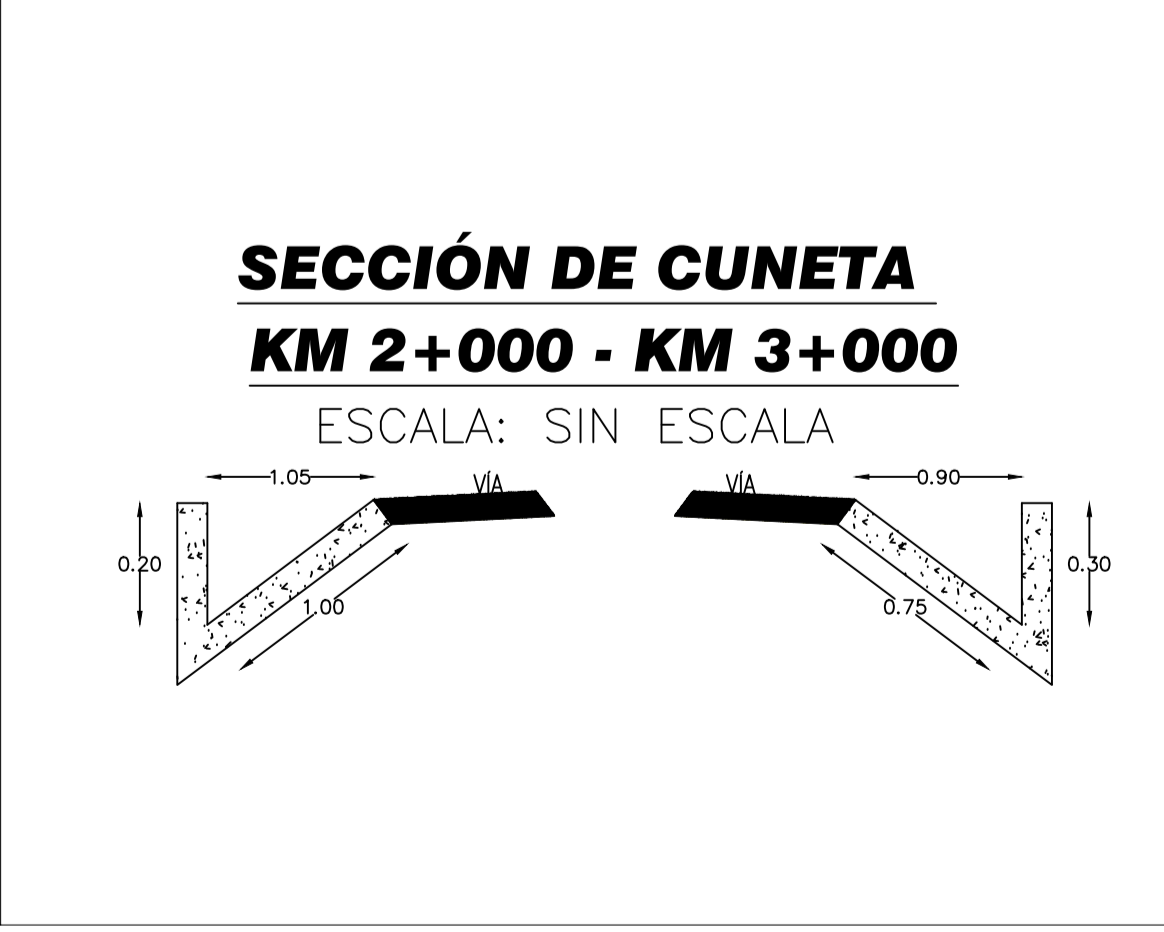 SECCIÓN DE CUNETA
KM 2+000 - KM 3+000
ESCALA: SIN ESCALA
1.05
VÍA
VÍA
0.90
0.20
0.30
1.00
0.75